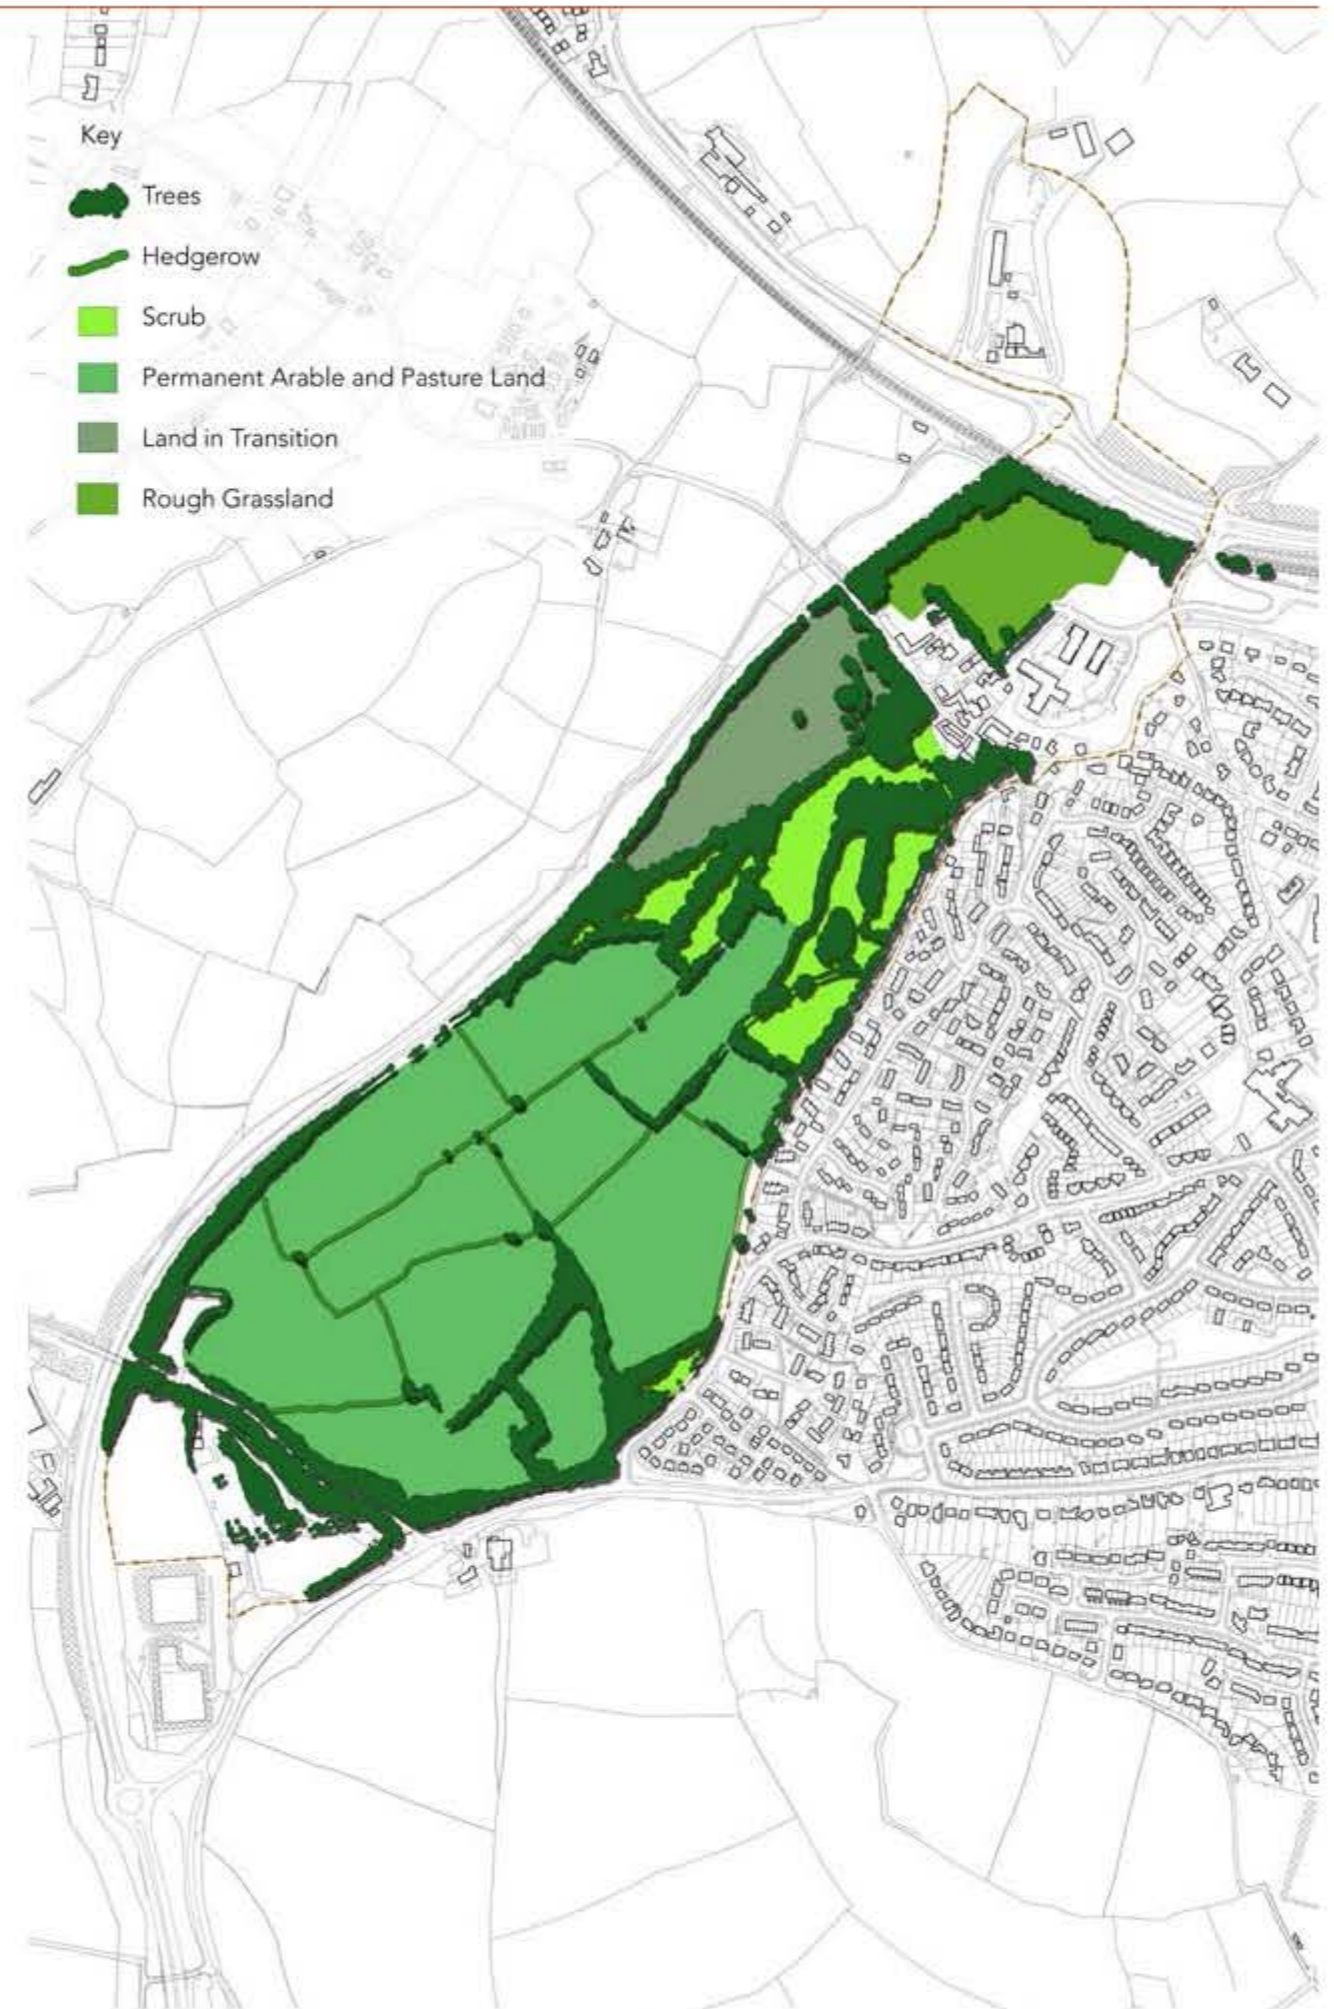 Key
Trees
Hedgerow
Scrub
Permanent Arable and Pasture Land
Land in Transition
Rough Grassland